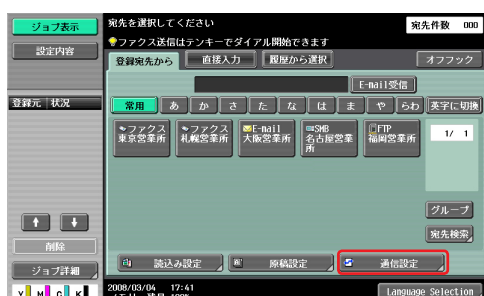 ジョブ表示
設定内容
登録元 状況
削除
ジョブ詳細
Y M C K
宛先を選択してください
宛先件数 000
ファクス送信はテンキーでダイアル開始できます
登録宛先から 直接入力 履歴から選択 オフフック
E-mail受信
常用 あ か さ た な は ま や らわ 英字に切換
ファクス
東京営業所
ファクス
札幌営業所
E-mail
大阪営業所
SMB
名古屋営業
所
FTP
福岡営業所
1/ 1
グループ
宛先検索
読込み設定 原稿設定 通信設定
2008/03/04 17:41
Language Selection